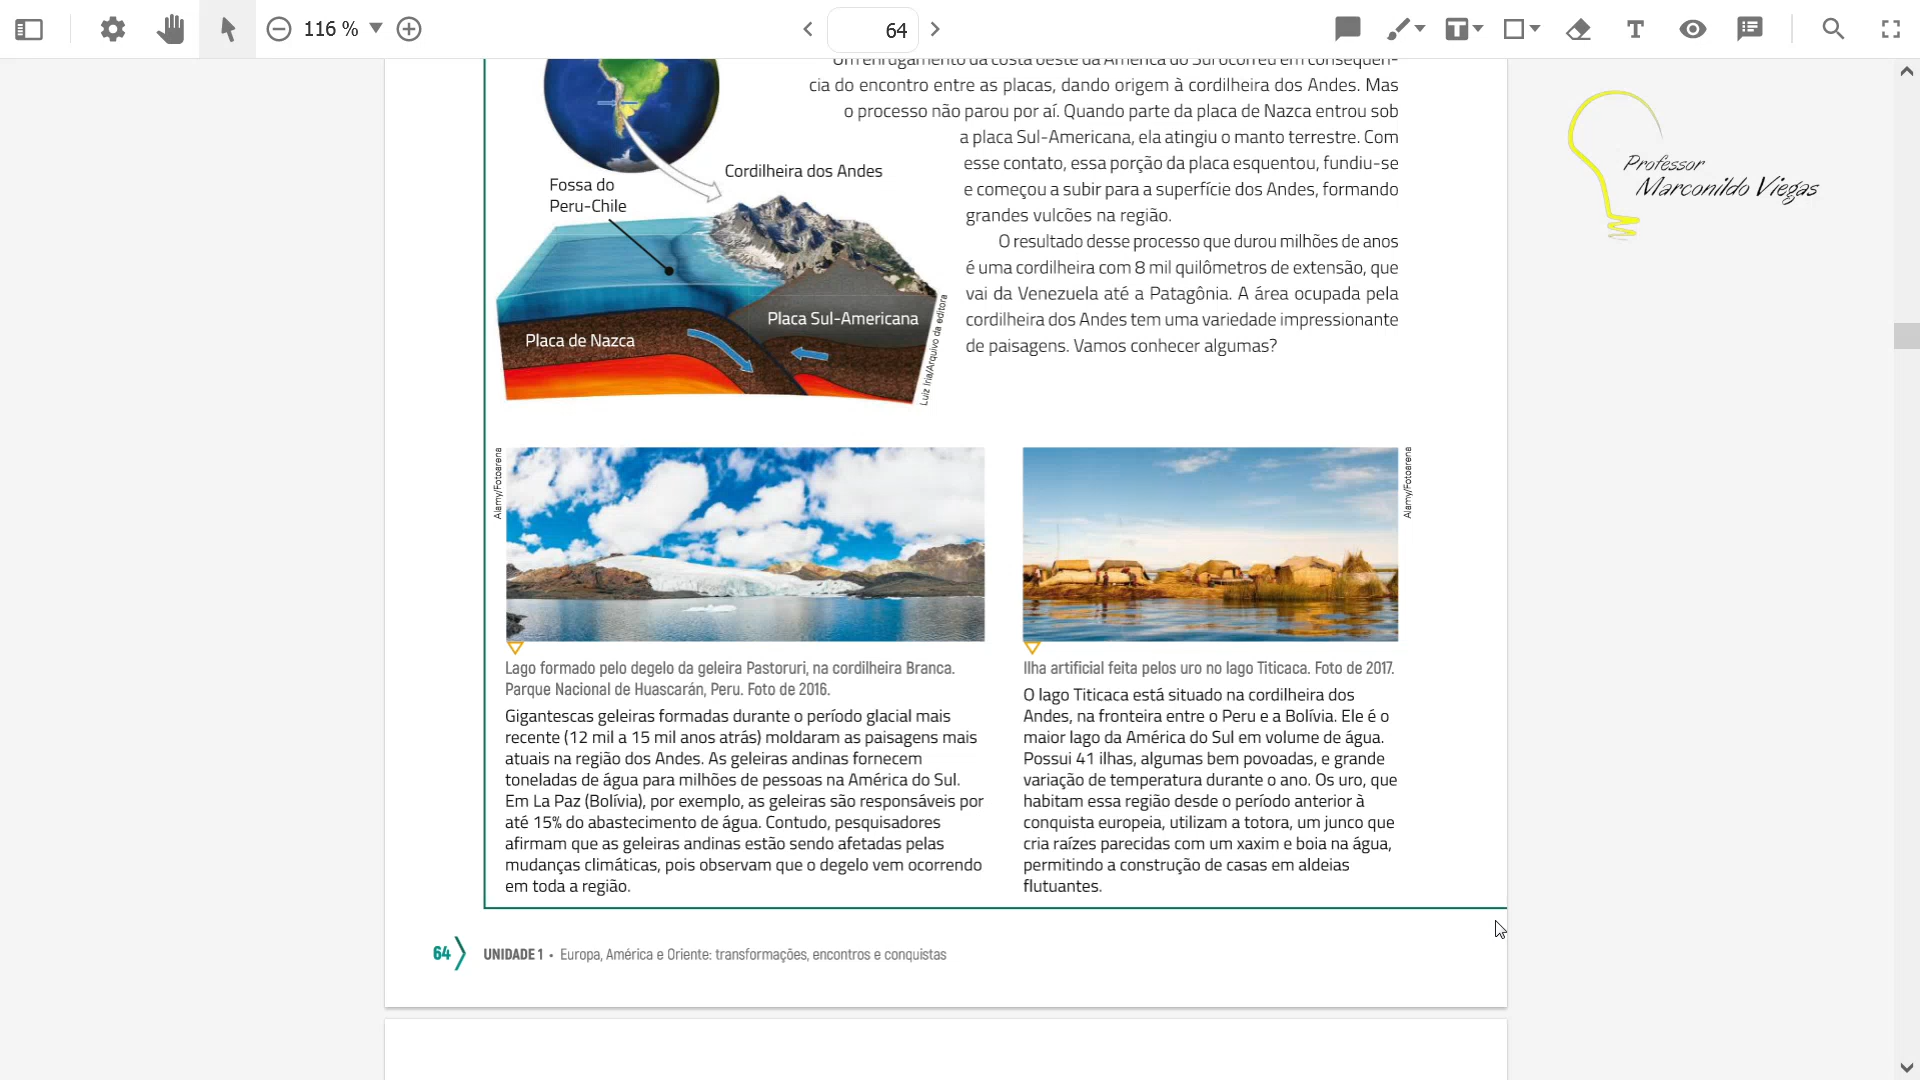 116 %
64
Um enrugamento da costa oeste da América do Sul ocorreu em consequên-
cia do encontro entre as placas, dando origem à cordilheira dos Andes. Mas
o processo não parou por aí. Quando parte da placa de Nazca entrou sob
a placa Sul-Americana, ela atingiu o manto terrestre. Com
esse contato, essa porção da placa esquentou, fundiu-se
e começou a subir para a superfície dos Andes, formando
grandes vulcões na região.
O resultado desse processo que durou milhões de anos
é uma cordilheira com 8 mil quilômetros de extensão, que
vai da Venezuela até a Patagônia. A área ocupada pela
cordilheira dos Andes tem uma variedade impressionante
de paisagens. Vamos conhecer algumas?
Cordilheira dos Andes
Fossa do
Peru-Chile
Placa Sul-Americana
Placa de Nazca
Luiz Iria/Arquivo da editora
Alamy/Fotoarena
Lago formado pelo degelo da geleira Pastoruri, na cordilheira Branca.
Parque Nacional de Huascarán, Peru. Foto de 2016.
Gigantescas geleiras formadas durante o período glacial mais
recente (12 mil a 15 mil anos atrás) moldaram as paisagens mais
atuais na região dos Andes. As geleiras andinas fornecem
toneladas de água para milhões de pessoas na América do Sul.
Em La Paz (Bolívia), por exemplo, as geleiras são responsáveis por
até 15% do abastecimento de água. Contudo, pesquisadores
afirmam que as geleiras andinas estão sendo afetadas pelas
mudanças climáticas, pois observam que o degelo vem ocorrendo
em toda a região.
Alamy/Fotoarena
Ilha artificial feita pelos uro no lago Titicaca. Foto de 2017.
O lago Titicaca está situado na cordilheira dos
Andes, na fronteira entre o Peru e a Bolívia. Ele é o
maior lago da América do Sul em volume de água.
Possui 41 ilhas, algumas bem povoadas, e grande
variação de temperatura durante o ano. Os uro, que
habitam essa região desde o período anterior à
conquista europeia, utilizam a totora, um junco que
cria raízes parecidas com um xaxim e boia na água,
permitindo a construção de casas em aldeias
flutuantes.
64
UNIDADE 1 • Europa, América e Oriente: transformações, encontros e conquistas
Professor
Marconildo Viegas